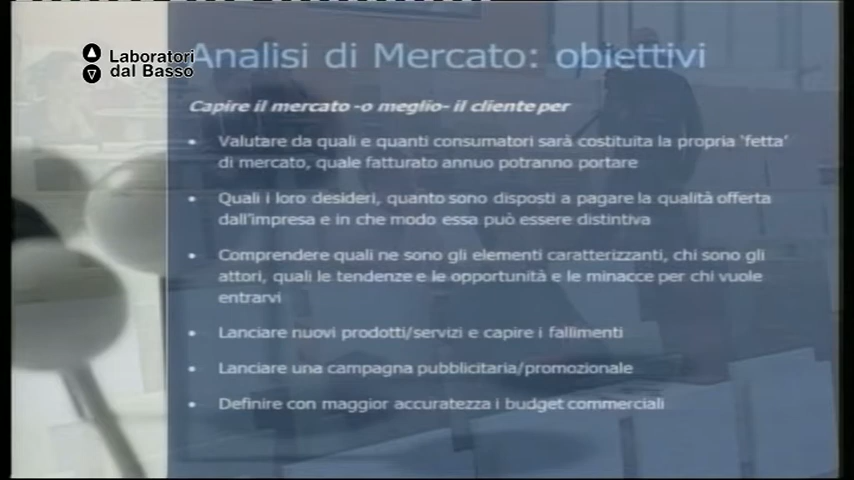 Laboratori
dal Basso
Analisi di Mercato: obiettivi
Capire il mercato -o meglio- il cliente per
• Valutare da quali e quanti consumatori sarà costituita la propria ‘fetta’
di mercato, quale fatturato annuo potranno portare
• Quali i loro desideri, quanto sono disposti a pagare la qualità offerta
dall’impresa e in che modo essa può essere distintiva
• Comprendere quali ne sono gli elementi caratterizzanti, chi sono gli
attori, quali le tendenze e le opportunità e le minacce per chi vuole
entrarvi
• Lanciare nuovi prodotti/servizi e capire i fallimenti
• Lanciare una campagna pubblicitaria/promozionale
• Definire con maggior accuratezza i budget commerciali